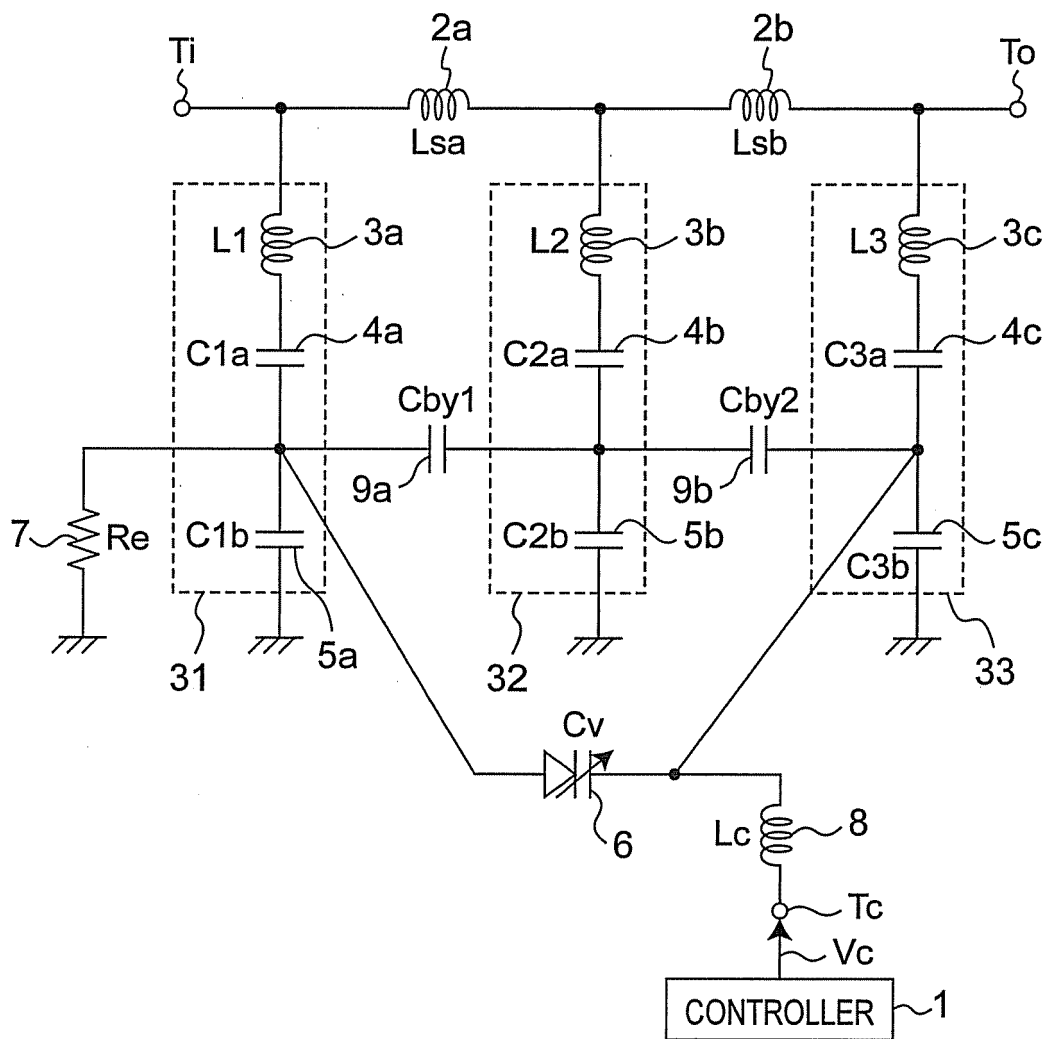 2a
2b
Ti
To
Lsa
Lsb
L1
3a
L2
3b
L3
3c
C1a
4a
C2a
4b
C3a
4c
Cby1
Cby2
9a
9b
7
Re
C1b
C2b
5b
C3b
5c
31
5a
32
33
Cv
6
Lc
8
Tc
Vc
CONTROLLER
1